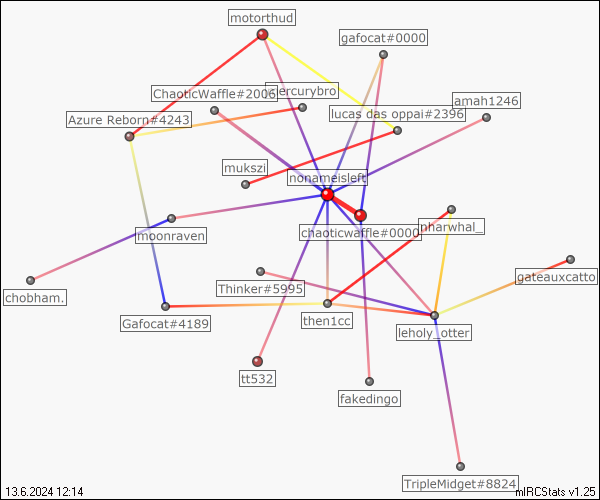 motorthud
gafocat#0000
ChaoticWaffle#2006
mercurybro
amah1246
Azure Reborn#4243
lucas das oppai#2396
mukszi
nonameisleft
pharwhal_
chaoticwaffle#0000
moonraven
gateauxcatto
Thinker#5995
chobham.
Gafocat#4189
then1cc
leholy_otter
tt532
fakedingo
TripleMidget#8824
13.6.2024 12:14
mIRCStats v1.25